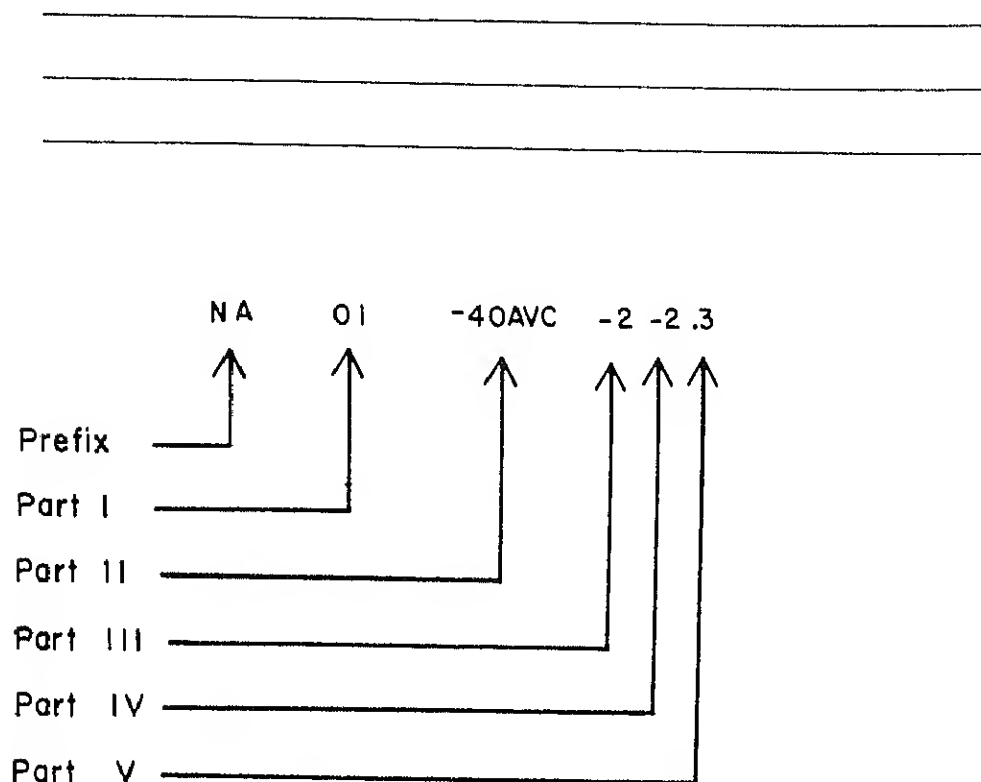 NA 01 -40AVC -2 -2 .3
Prefix
Part I
Part II
Part III
Part IV
Part V